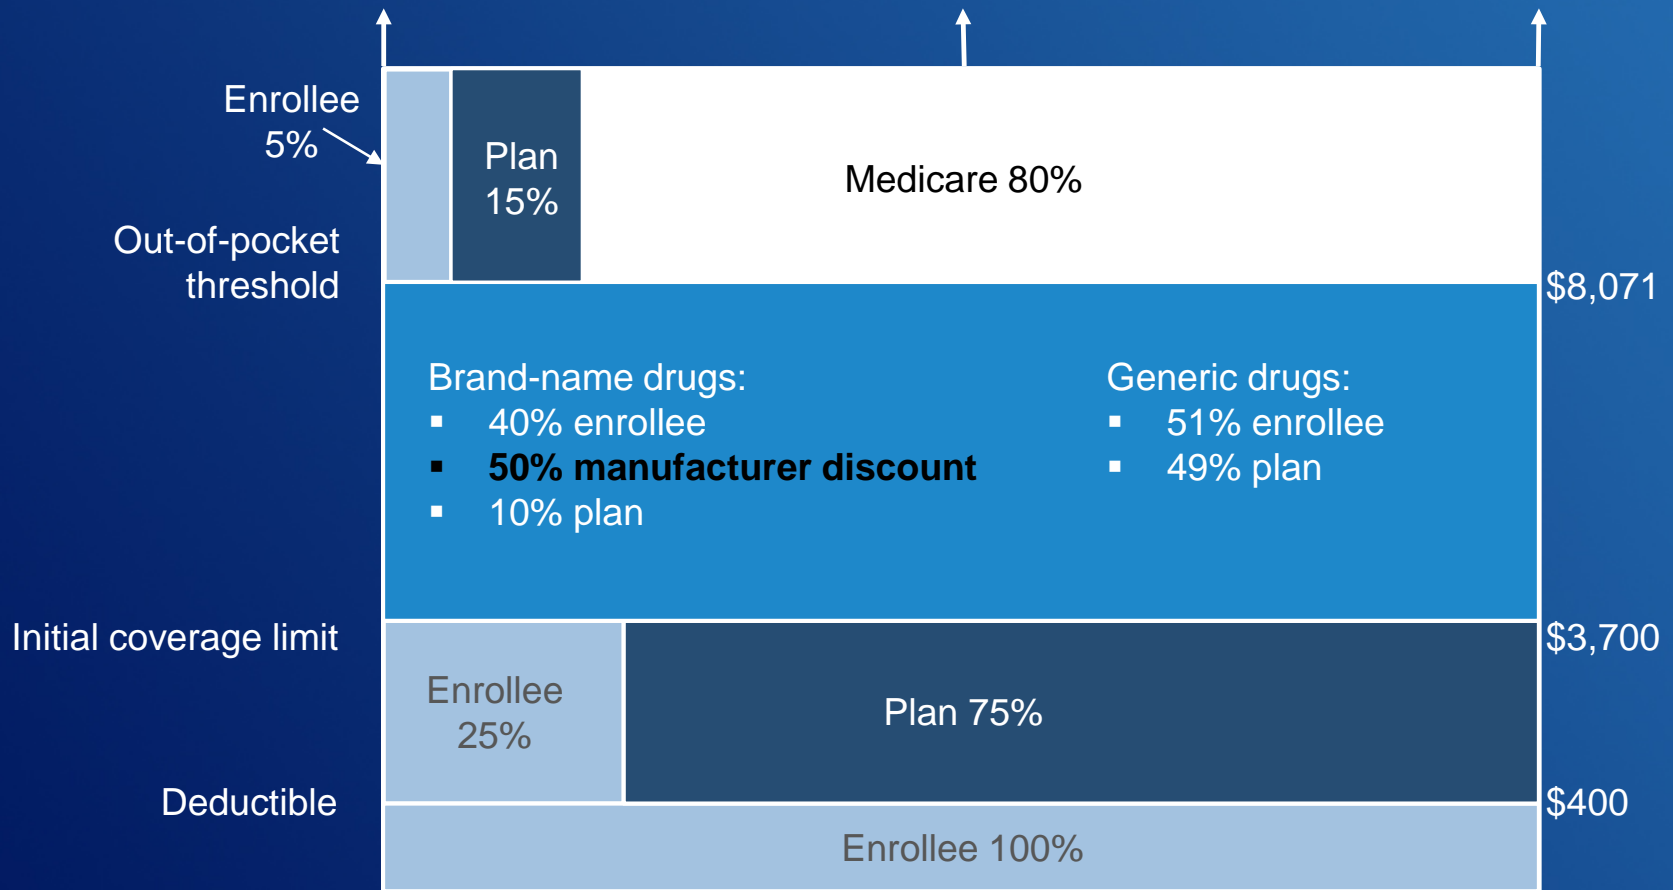 Enrollee
5%
Plan
15%
Medicare 80%
Out-of-pocket
threshold
$8,071
Brand-name drugs:
▪ 40% enrollee
▪ 50% manufacturer discount
▪ 10% plan
Generic drugs:
▪ 51% enrollee
▪ 49% plan
Initial coverage limit
$3,700
Enrollee
25%
Plan 75%
Deductible
$400
Enrollee 100%